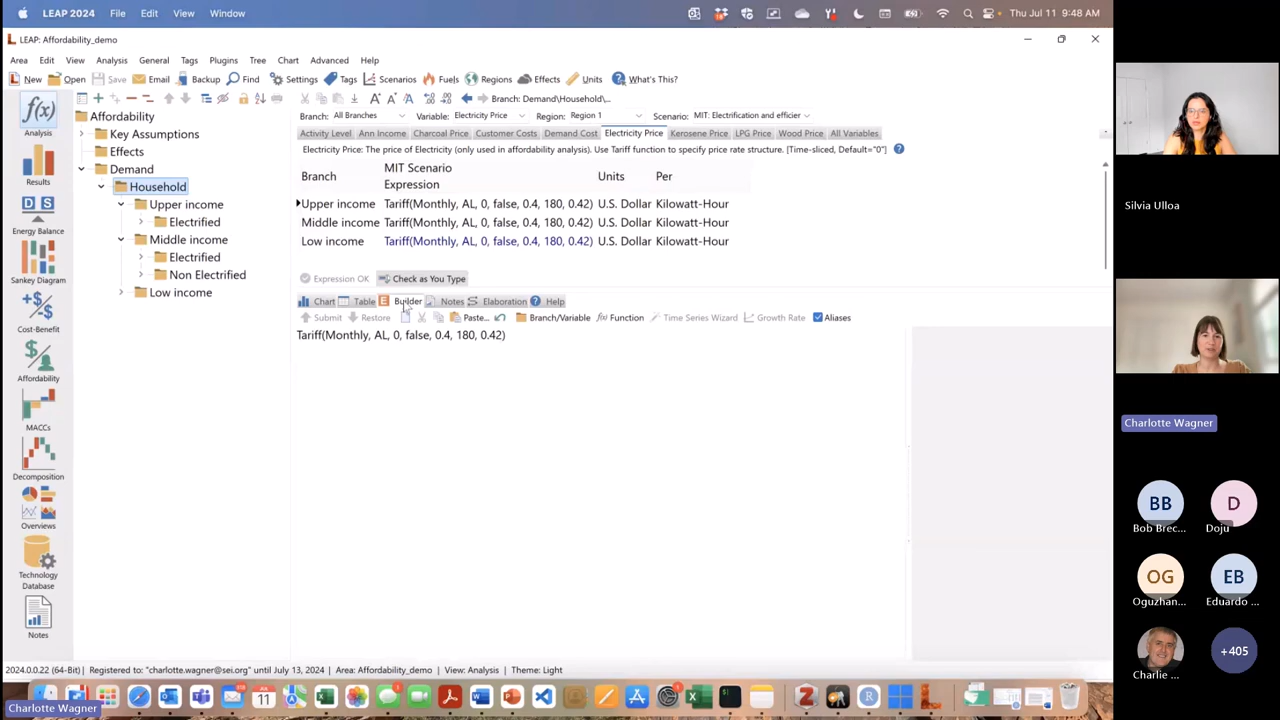 LEAP 2024 File Edit View Window Thu Jul 11 9:48 AM
LEAP: Affordability_demo
Area Edit View Analysis General Tags Plugins Tree Chart Advanced Help
New Open Save Email Backup Find Settings Tags Scenarios Fuels Regions Effects Units What's This?
Branch: Demand\Household\...
Branch: All Branches Variable: Electricity Price Region: Region 1 Scenario: MIT: Electrification and efficier
Activity Level Ann Income Charcoal Price Customer Costs Demand Cost Electricity Price Kerosene Price LPG Price Wood Price All Variables
Electricity Price: The price of Electricity (only used in affordability analysis). Use Tariff function to specify price rate structure. [Time-sliced, Default="0"]
Branch MIT Scenario Expression Units Per
Upper income Tariff(Monthly, AL, 0, false, 0.4, 180, 0.42) U.S. Dollar Kilowatt-Hour
Middle income Tariff(Monthly, AL, 0, false, 0.4, 180, 0.42) U.S. Dollar Kilowatt-Hour
Low income Tariff(Monthly, AL, 0, false, 0.4, 180, 0.42) U.S. Dollar Kilowatt-Hour
Expression OK Check as You Type
Chart Table Builder Notes Elaboration Help
Submit Restore Paste... Branch/Variable Function Time Series Wizard Growth Rate Aliases
Tariff(Monthly, AL, 0, false, 0.4, 180, 0.42)
Affordability
Key Assumptions
Effects
Demand
Household
Upper income
Electrified
Middle income
Electrified
Non Electrified
Low income
f(x)
Analysis
Results
D S
Energy Balance
Sankey Diagram
Cost-Benefit
Affordability
MACCs
Decomposition
Overviews
Technology
Database
Notes
2024.0.0.22 (64-Bit) Registered to: "charlotte.wagner@sei.org" until July 13, 2024 Area: Affordability_demo View: Analysis Theme: Light
Charlotte Wagner
Silvia Ulloa
Charlotte Wagner
BB D
Bob Brec... Doju
OG EB
Oguzhan... Eduardo ...
+405
Charlie ...